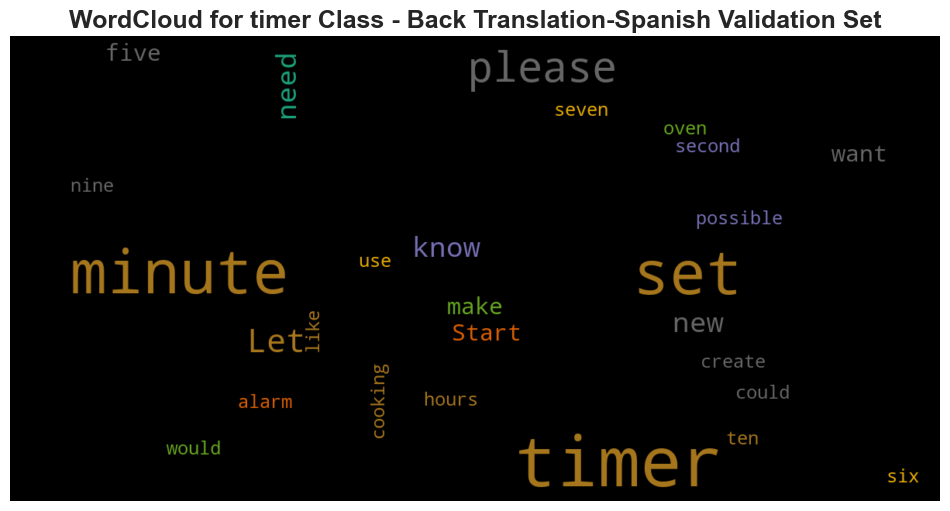 WordCloud for timer Class - Back Translation-Spanish Validation Set
five
need
please
seven
oven
second
want
nine
possible
know
use
minute
set
make
Start
new
Let
like
create
could
alarm
cooking
hours
would
ten
timer
six